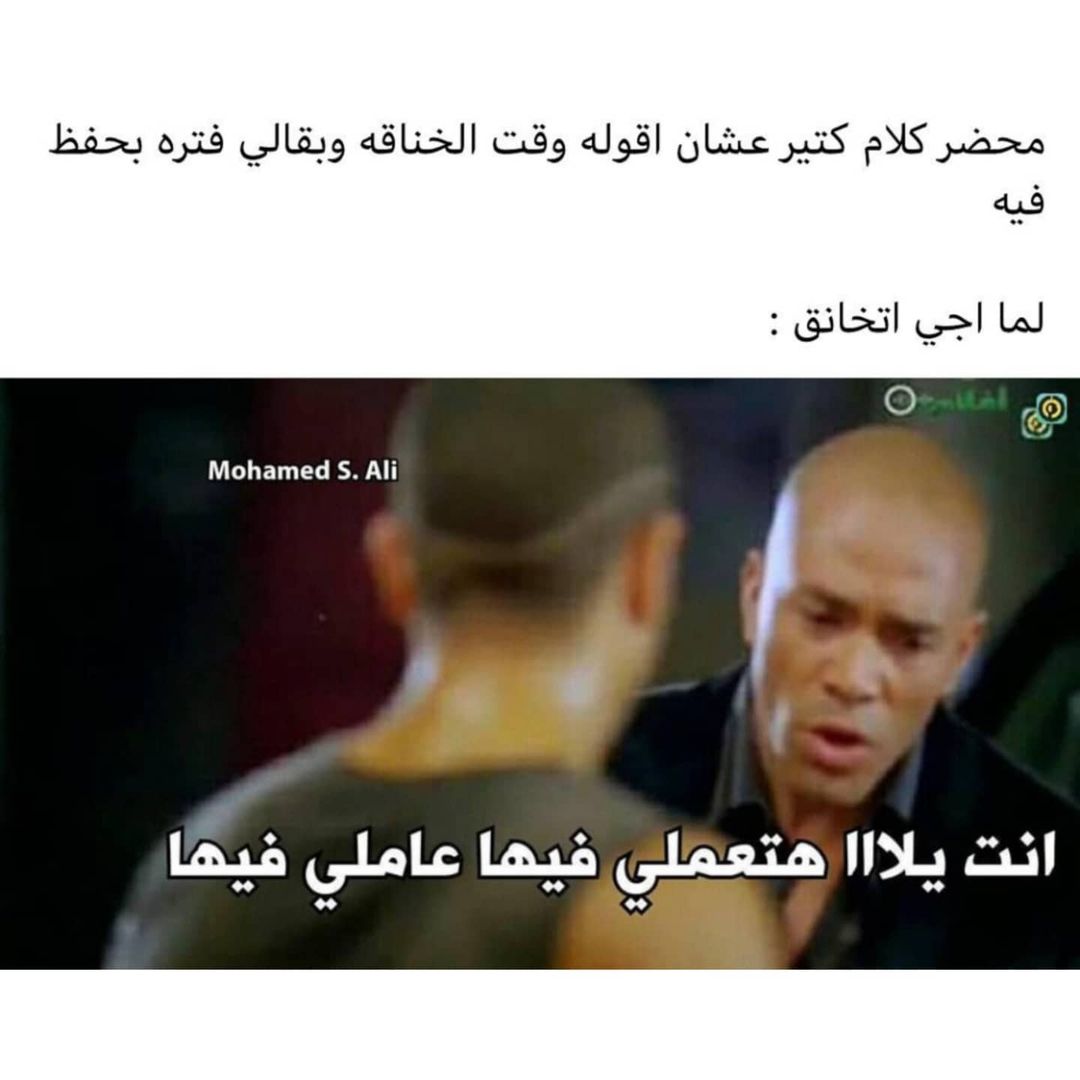 محضر كلام كتير عشان اقوله وقت الخناقه وبقالي فتره بحفظ
فيه
لما اجي اتخانق :
Mohamed S. Ali
انت يلااا هتعملي فيها عاملي فيها